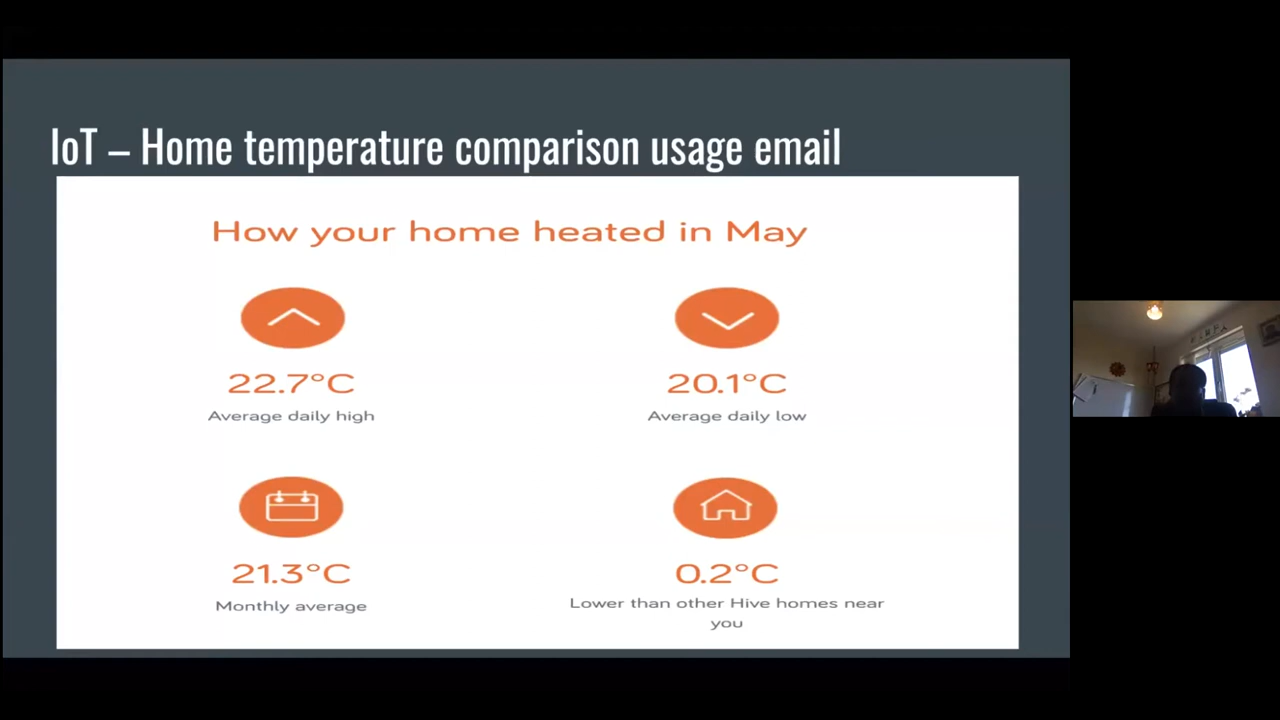 IoT – Home temperature comparison usage email
How your home heated in May
22.7°C
Average daily high
20.1°C
Average daily low
21.3°C
Monthly average
0.2°C
Lower than other Hive homes near
you